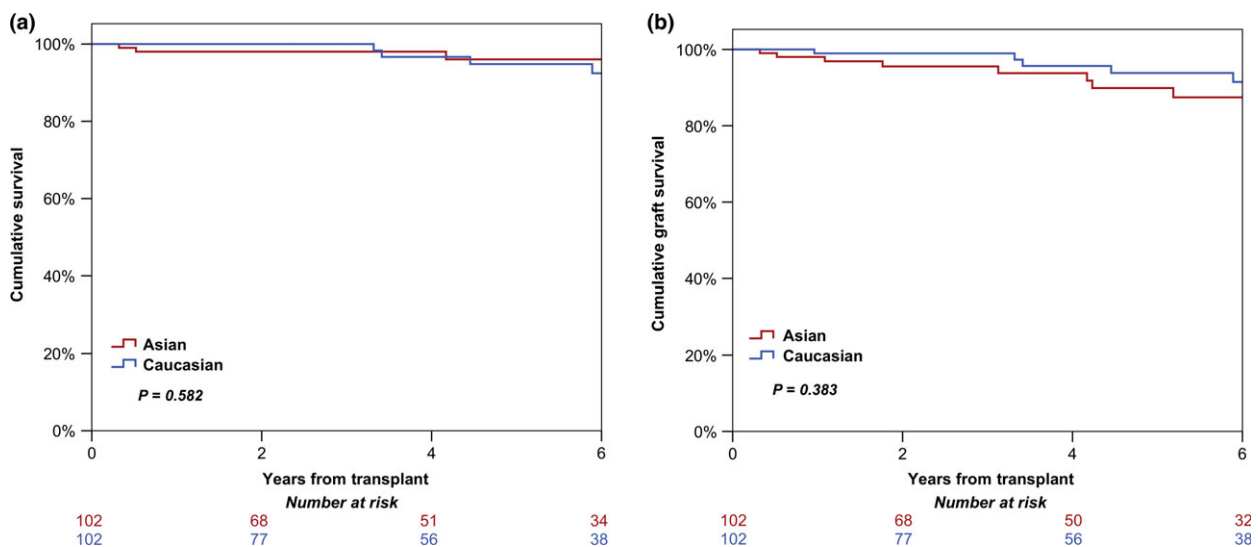 (a)
100%
80%
60%
40%
20%
0%
Cumulative survival
Asian
Caucasian
P = 0.582
0 2 4 6
Years from transplant
Number at risk
102 68 51 34
102 77 56 38
(b)
100%
80%
60%
40%
20%
0%
Cumulative graft survival
Asian
Caucasian
P = 0.383
0 2 4 6
Years from transplant
Number at risk
102 68 50 32
102 77 56 38